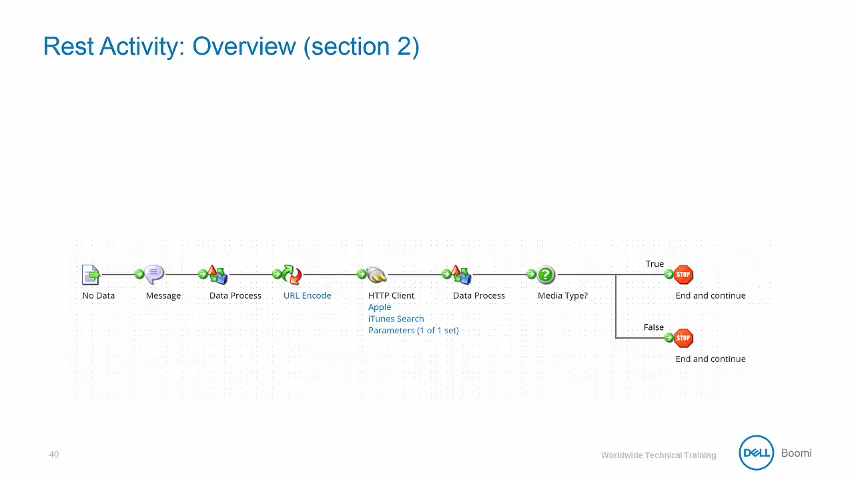 Rest Activity: Overview (section 2)
True
No Data Message Data Process URL Encode HTTP Client Data Process Media Type? End and continue
Apple
iTunes Search
Parameters (1 of 1 set)
STOP
False
STOP
End and continue
40 Worldwide Technical Training DELL Boomi